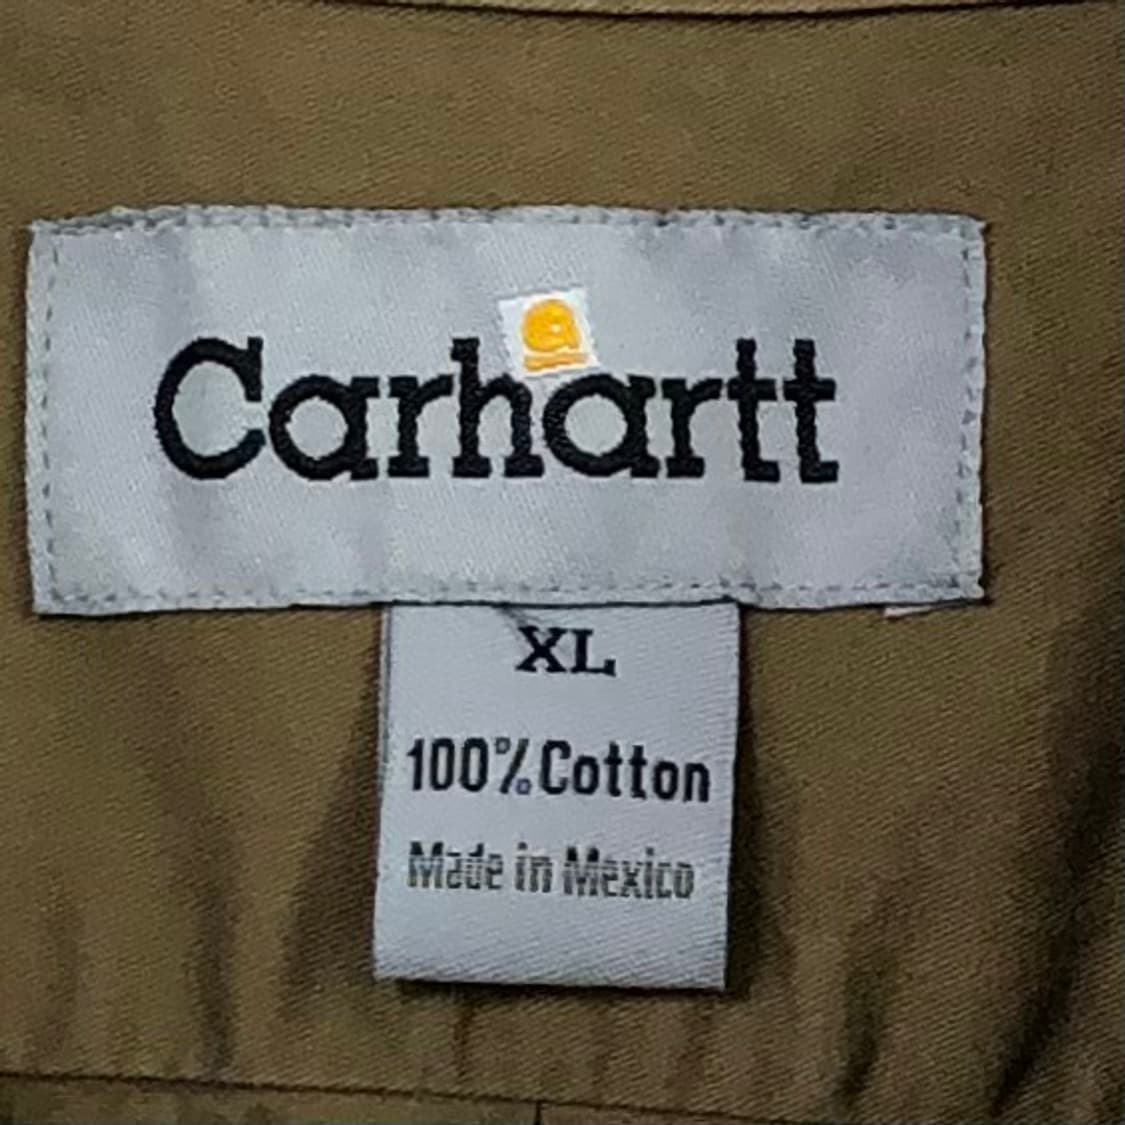 Carhartt
XL
100% Cotton
Made in Mexico